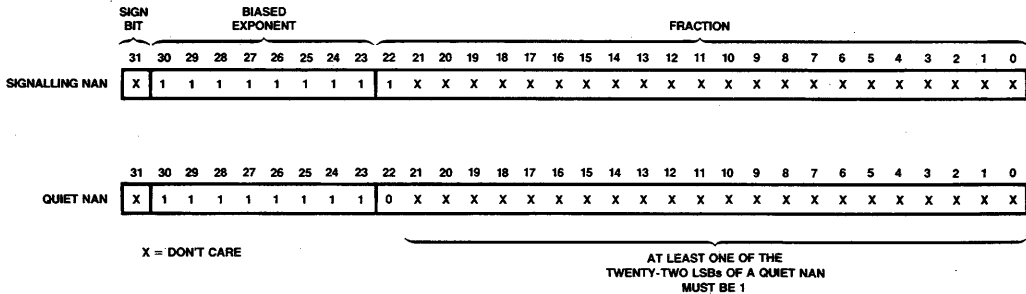 SIGN
BIT
BIASED
EXPONENT
FRACTION
31 30 29 28 27 26 25 24 23 22 21 20 19 18 17 16 15 14 13 12 11 10 9 8 7 6 5 4 3 2 1 0
SIGNALLING NAN X 1 1 1 1 1 1 1 1 1 X X X X X X X X X X X X X X X X X X X X X X
31 30 29 28 27 26 25 24 23 22 21 20 19 18 17 16 15 14 13 12 11 10 9 8 7 6 5 4 3 2 1 0
QUIET NAN X 1 1 1 1 1 1 1 1 0 X X X X X X X X X X X X X X X X X X X X X X
X = DON'T CARE
AT LEAST ONE OF THE
TWENTY-TWO LSBs OF A QUIET NAN
MUST BE 1